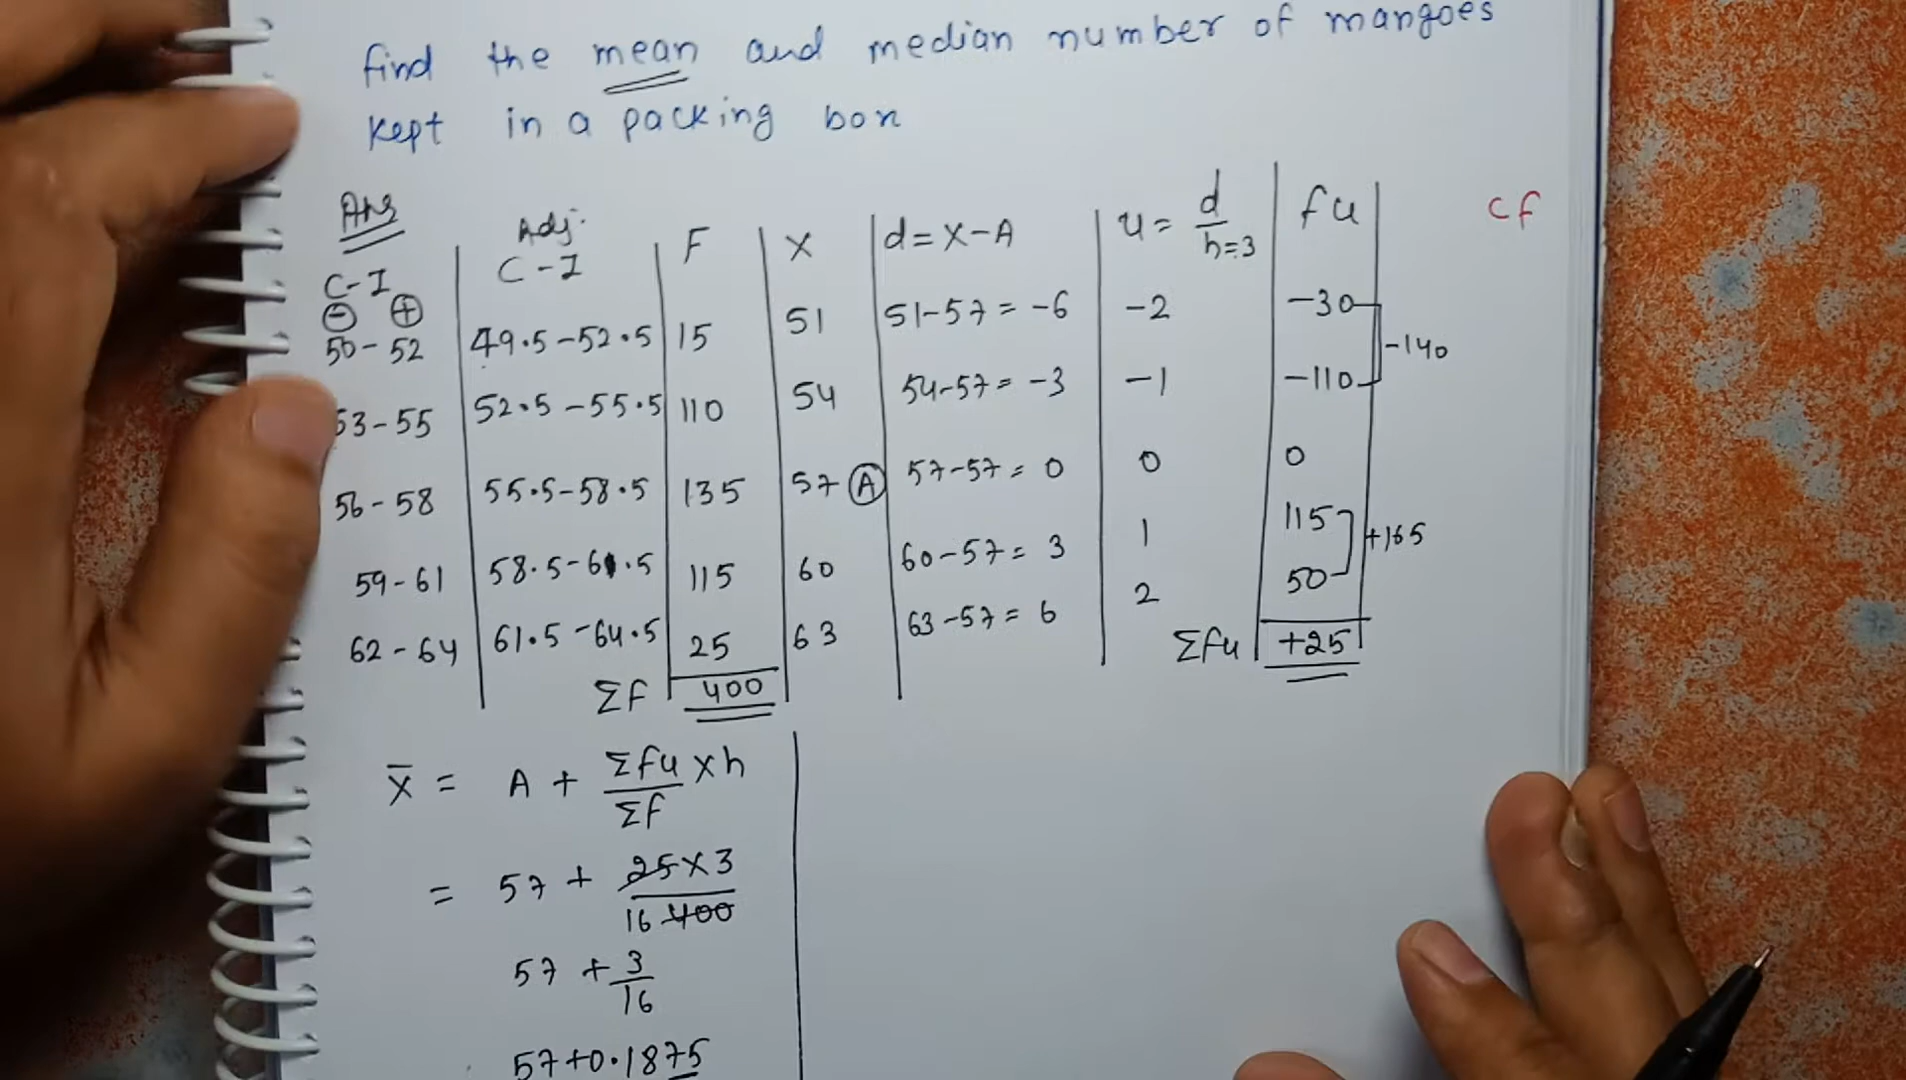 find the mean and median number of mangoes
kept in a packing box
Ans
C-I Adj. C-I F X d=X-A u= d/h=3 fu cf
- +
50-52 49.5-52.5 15 51 51-57= -6 -2 -30
-140
53-55 52.5-55.5 110 54 54-57= -3 -1 -110
56-58 55.5-58.5 135 57 A 57-57= 0 0 0
59-61 58.5-61.5 115 60 60-57= 3 1 115
+165
62-64 61.5-64.5 25 63 63-57= 6 2 50
Σf 400 Σfu +25
x̄ = A + Σfu/Σf × h
= 57 + 25×3/16 400
57 + 3/16
57+0.1875